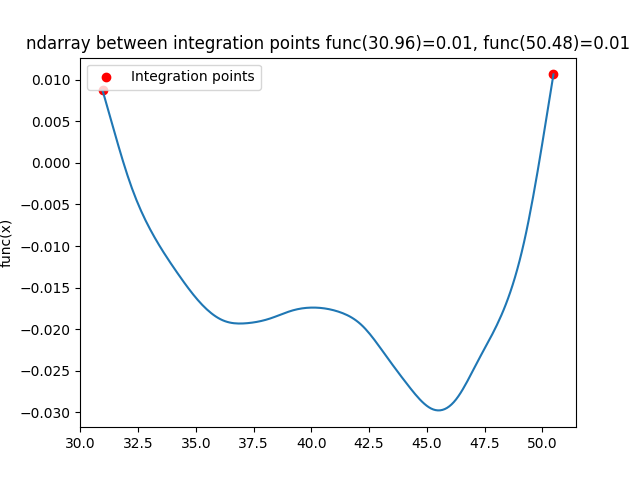 ndarray between integration points func(30.96)=0.01, func(50.48)=0.01
Integration points
func(x)
0.010
0.005
0.000
−0.005
−0.010
−0.015
−0.020
−0.025
−0.030
30.0 32.5 35.0 37.5 40.0 42.5 45.0 47.5 50.0